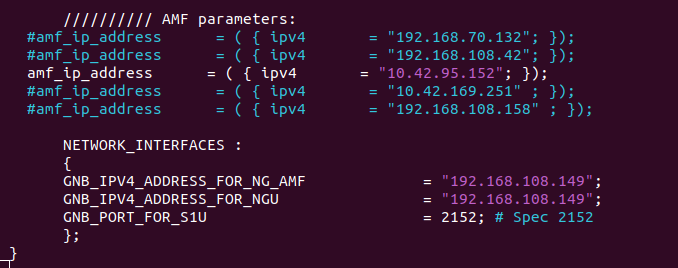 ////////// AMF parameters:
#amf_ip_address = ( { ipv4 = "192.168.70.132"; });
#amf_ip_address = ( { ipv4 = "192.168.108.42"; });
amf_ip_address = ( { ipv4 = "10.42.95.152"; });
#amf_ip_address = ( { ipv4 = "10.42.169.251" ; });
#amf_ip_address = ( { ipv4 = "192.168.108.158" ; });
NETWORK_INTERFACES :
{
GNB_IPV4_ADDRESS_FOR_NG_AMF = "192.168.108.149";
GNB_IPV4_ADDRESS_FOR_NGU = "192.168.108.149";
GNB_PORT_FOR_S1U = 2152; # Spec 2152
};
}